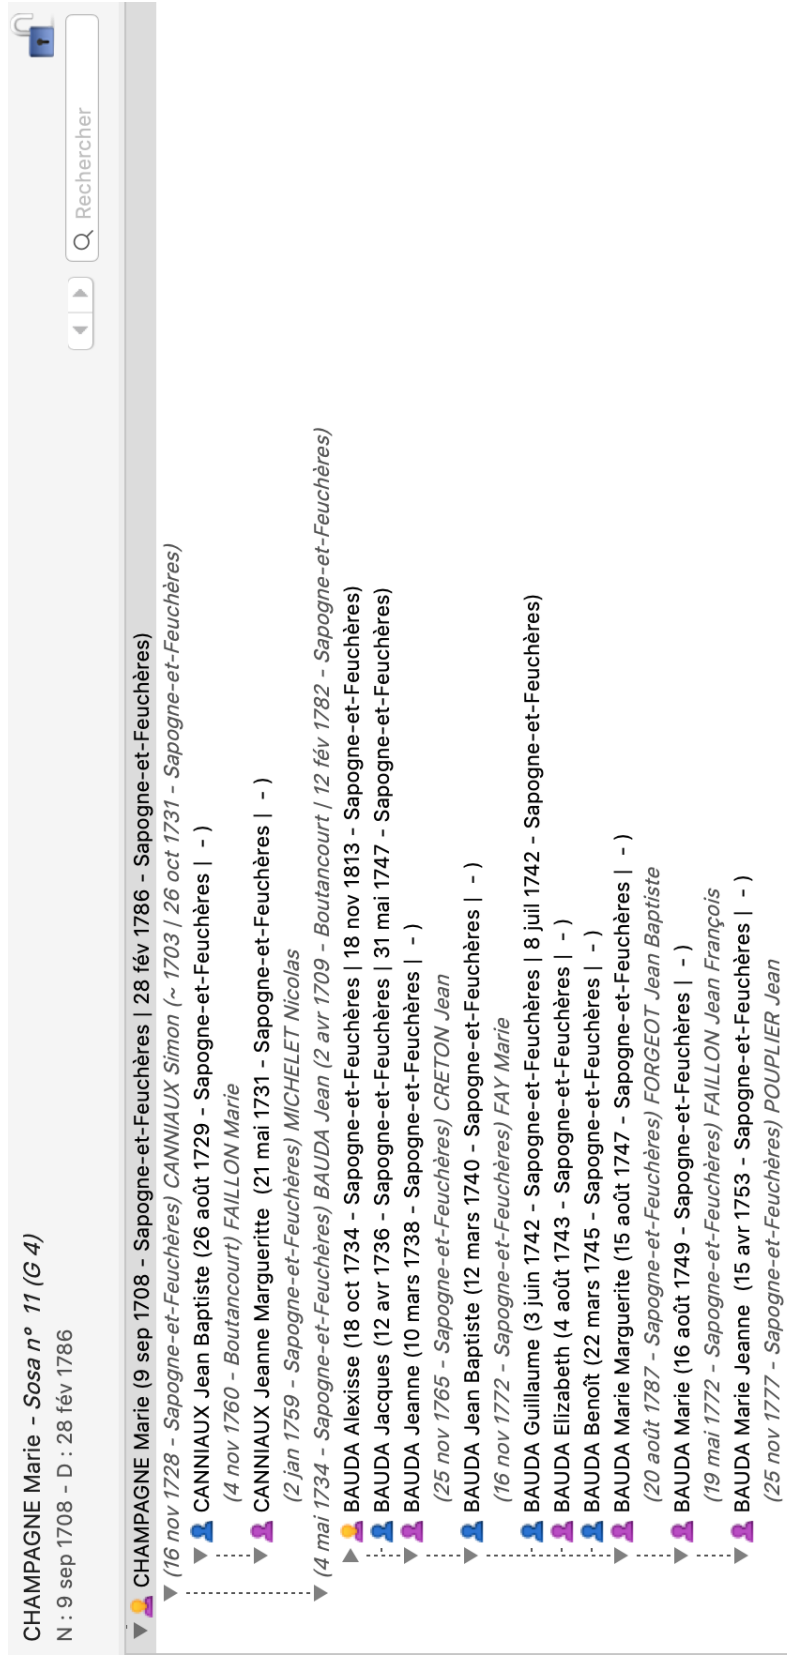 CHAMPAGNE Marie - Sosa n° 11 (G 4)
N : 9 sep 1708 - D : 28 fév 1786
Rechercher
CHAMPAGNE Marie (9 sep 1708 - Sapogne-et-Feuchères | 28 fév 1786 - Sapogne-et-Feuchères)
(16 nov 1728 - Sapogne-et-Feuchères) CANNIAUX Simon (~ 1703 | 26 oct 1731 - Sapogne-et-Feuchères)
CANNIAUX Jean Baptiste (26 août 1729 - Sapogne-et-Feuchères | - )
(4 nov 1760 - Boutancourt) FAILLON Marie
CANNIAUX Jeanne Margueritte (21 mai 1731 - Sapogne-et-Feuchères | - )
(2 jan 1759 - Sapogne-et-Feuchères) MICHELET Nicolas
(4 mai 1734 - Sapogne-et-Feuchères) BAUDA Jean (2 avr 1709 - Boutancourt | 12 fév 1782 - Sapogne-et-Feuchères)
BAUDA Alexisse (18 oct 1734 - Sapogne-et-Feuchères | 18 nov 1813 - Sapogne-et-Feuchères)
BAUDA Jacques (12 avr 1736 - Sapogne-et-Feuchères | 31 mai 1747 - Sapogne-et-Feuchères)
BAUDA Jeanne (10 mars 1738 - Sapogne-et-Feuchères | - )
(25 nov 1765 - Sapogne-et-Feuchères) CRETON Jean
BAUDA Jean Baptiste (12 mars 1740 - Sapogne-et-Feuchères | - )
(16 nov 1772 - Sapogne-et-Feuchères) FAY Marie
BAUDA Guillaume (3 juin 1742 - Sapogne-et-Feuchères | 8 juil 1742 - Sapogne-et-Feuchères)
BAUDA Elizabeth (4 août 1743 - Sapogne-et-Feuchères | - )
BAUDA Benoît (22 mars 1745 - Sapogne-et-Feuchères | - )
BAUDA Marie Marguerite (15 août 1747 - Sapogne-et-Feuchères | - )
(20 août 1787 - Sapogne-et-Feuchères) FORGEOT Jean Baptiste
BAUDA Marie (16 août 1749 - Sapogne-et-Feuchères | - )
(19 mai 1772 - Sapogne-et-Feuchères) FAILLON Jean François
BAUDA Marie Jeanne (15 avr 1753 - Sapogne-et-Feuchères | - )
(25 nov 1777 - Sapogne-et-Feuchères) POUPLIER Jean